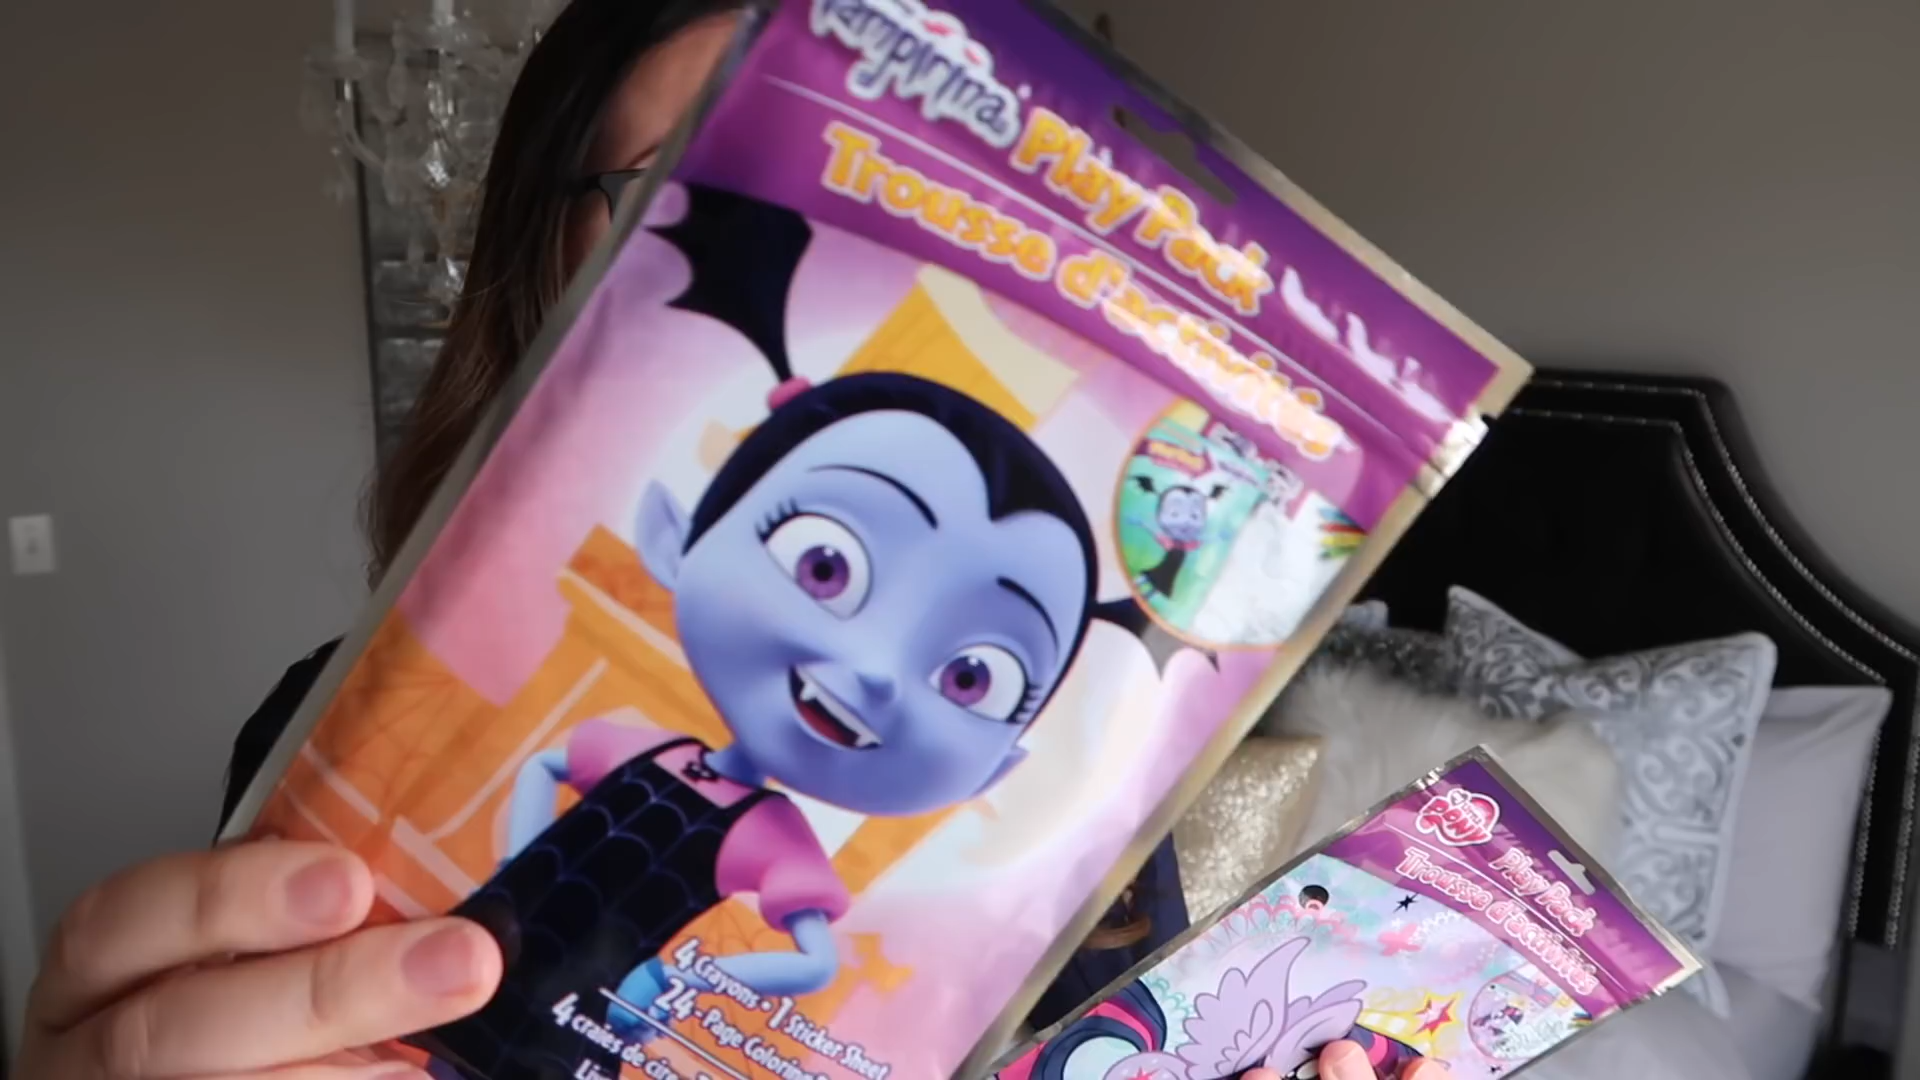 Vampirina Play Pack
Trousse d'activités
4 Crayons • 1 Sticker Sheet
24-Page Coloring
4 craies de cire
My Little PONY Play Pack
Trousse d'activités